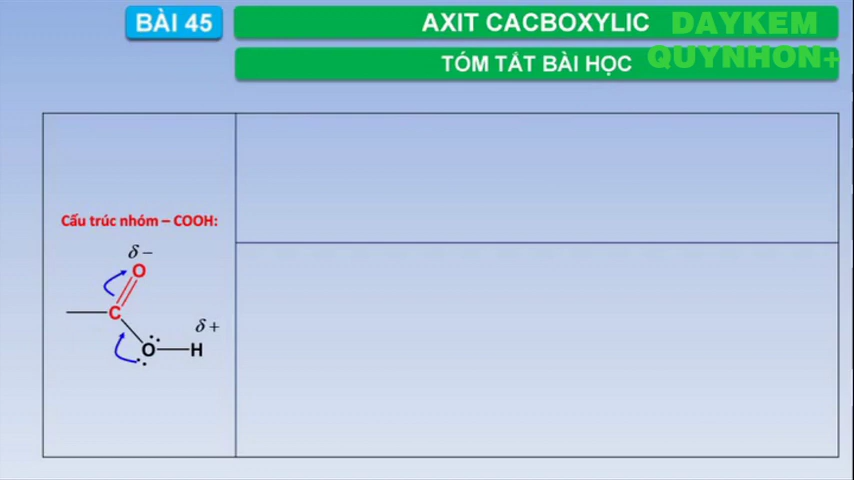 BÀI 45
AXIT CACBOXYLIC
DAYKEM
QUYNHON+
TÓM TẮT BÀI HỌC
Cấu trúc nhóm – COOH:
δ –
O
C
δ +
O
H